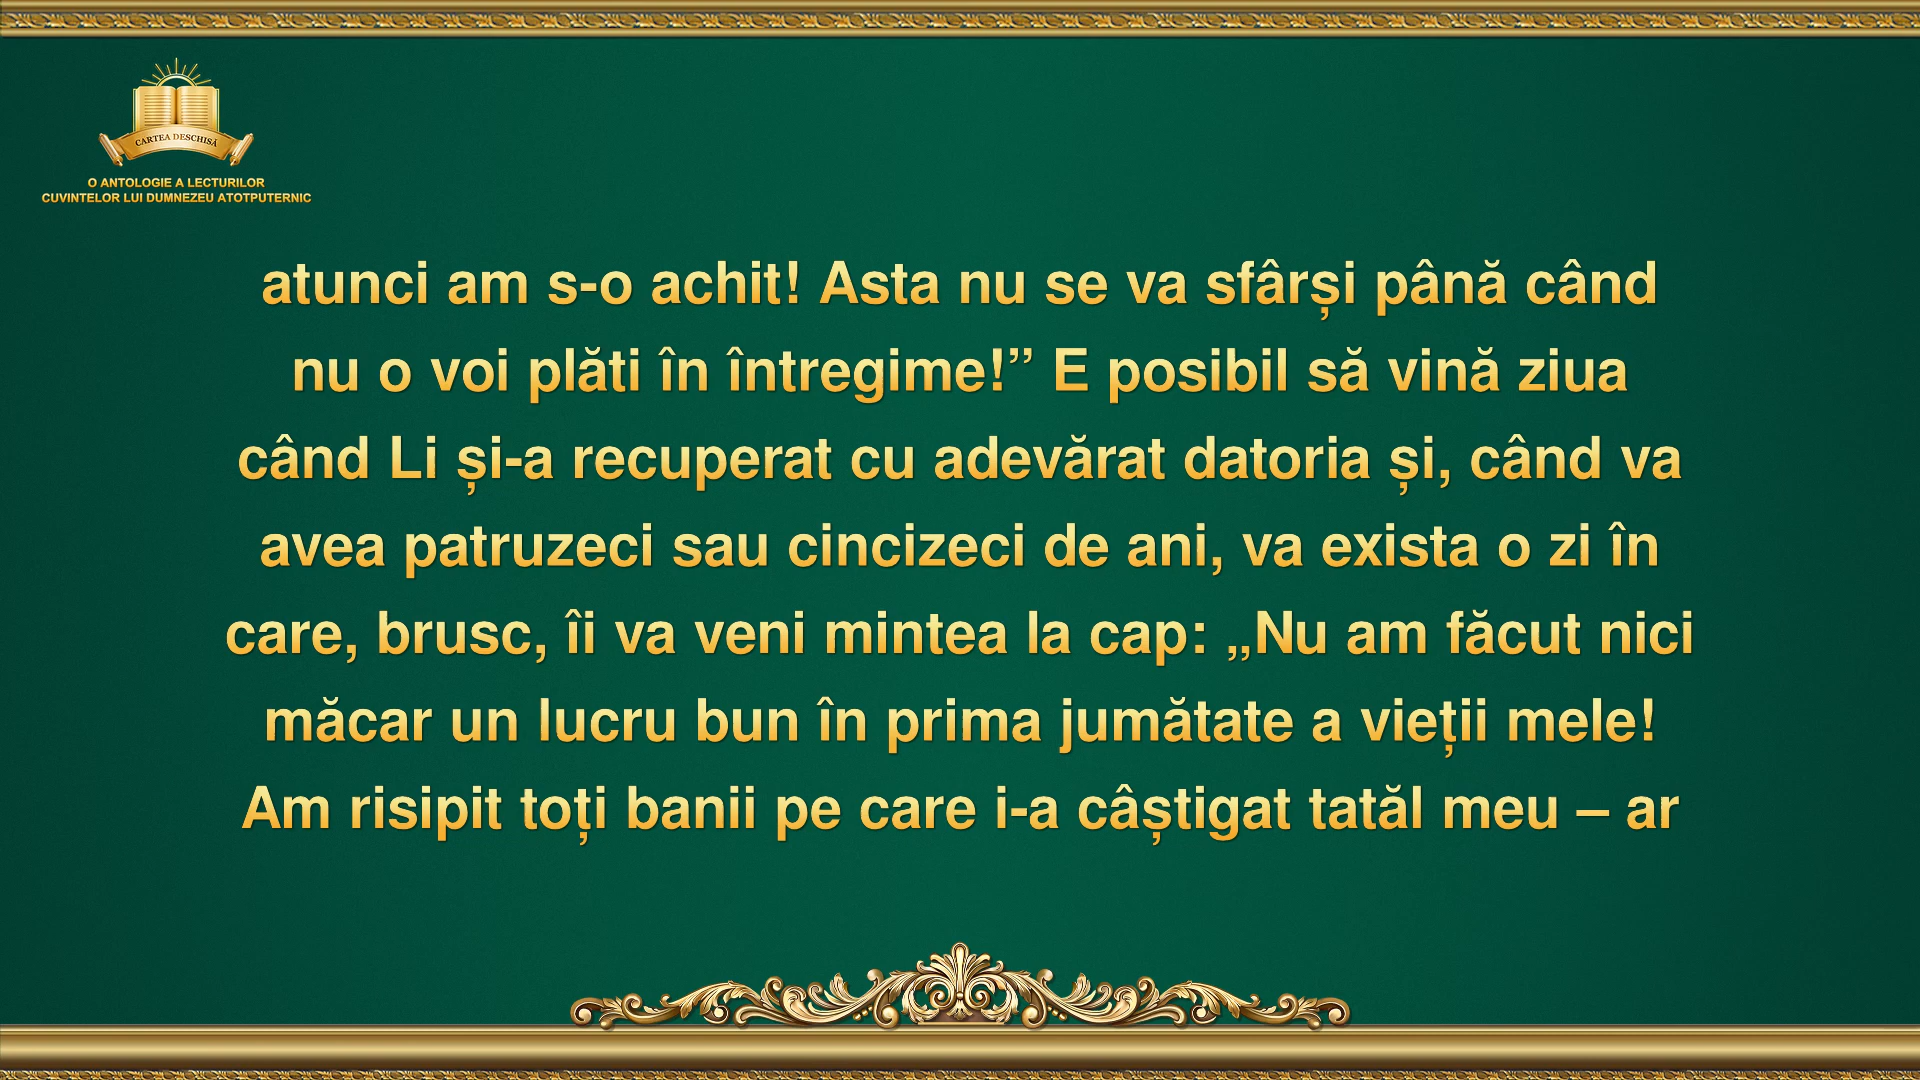 CARTEA DESCHISĂ
O ANTOLOGIE A LECTURILOR
CUVINTELOR LUI DUMNEZEU ATOTPUTERNIC
atunci am s-o achit! Asta nu se va sfârși până când
nu o voi plăti în întregime!” E posibil să vină ziua
când Li și-a recuperat cu adevărat datoria și, când va
avea patruzeci sau cincizeci de ani, va exista o zi în
care, brusc, îi va veni mintea la cap: „Nu am făcut nici
măcar un lucru bun în prima jumătate a vieții mele!
Am risipit toți banii pe care i-a câștigat tatăl meu – ar